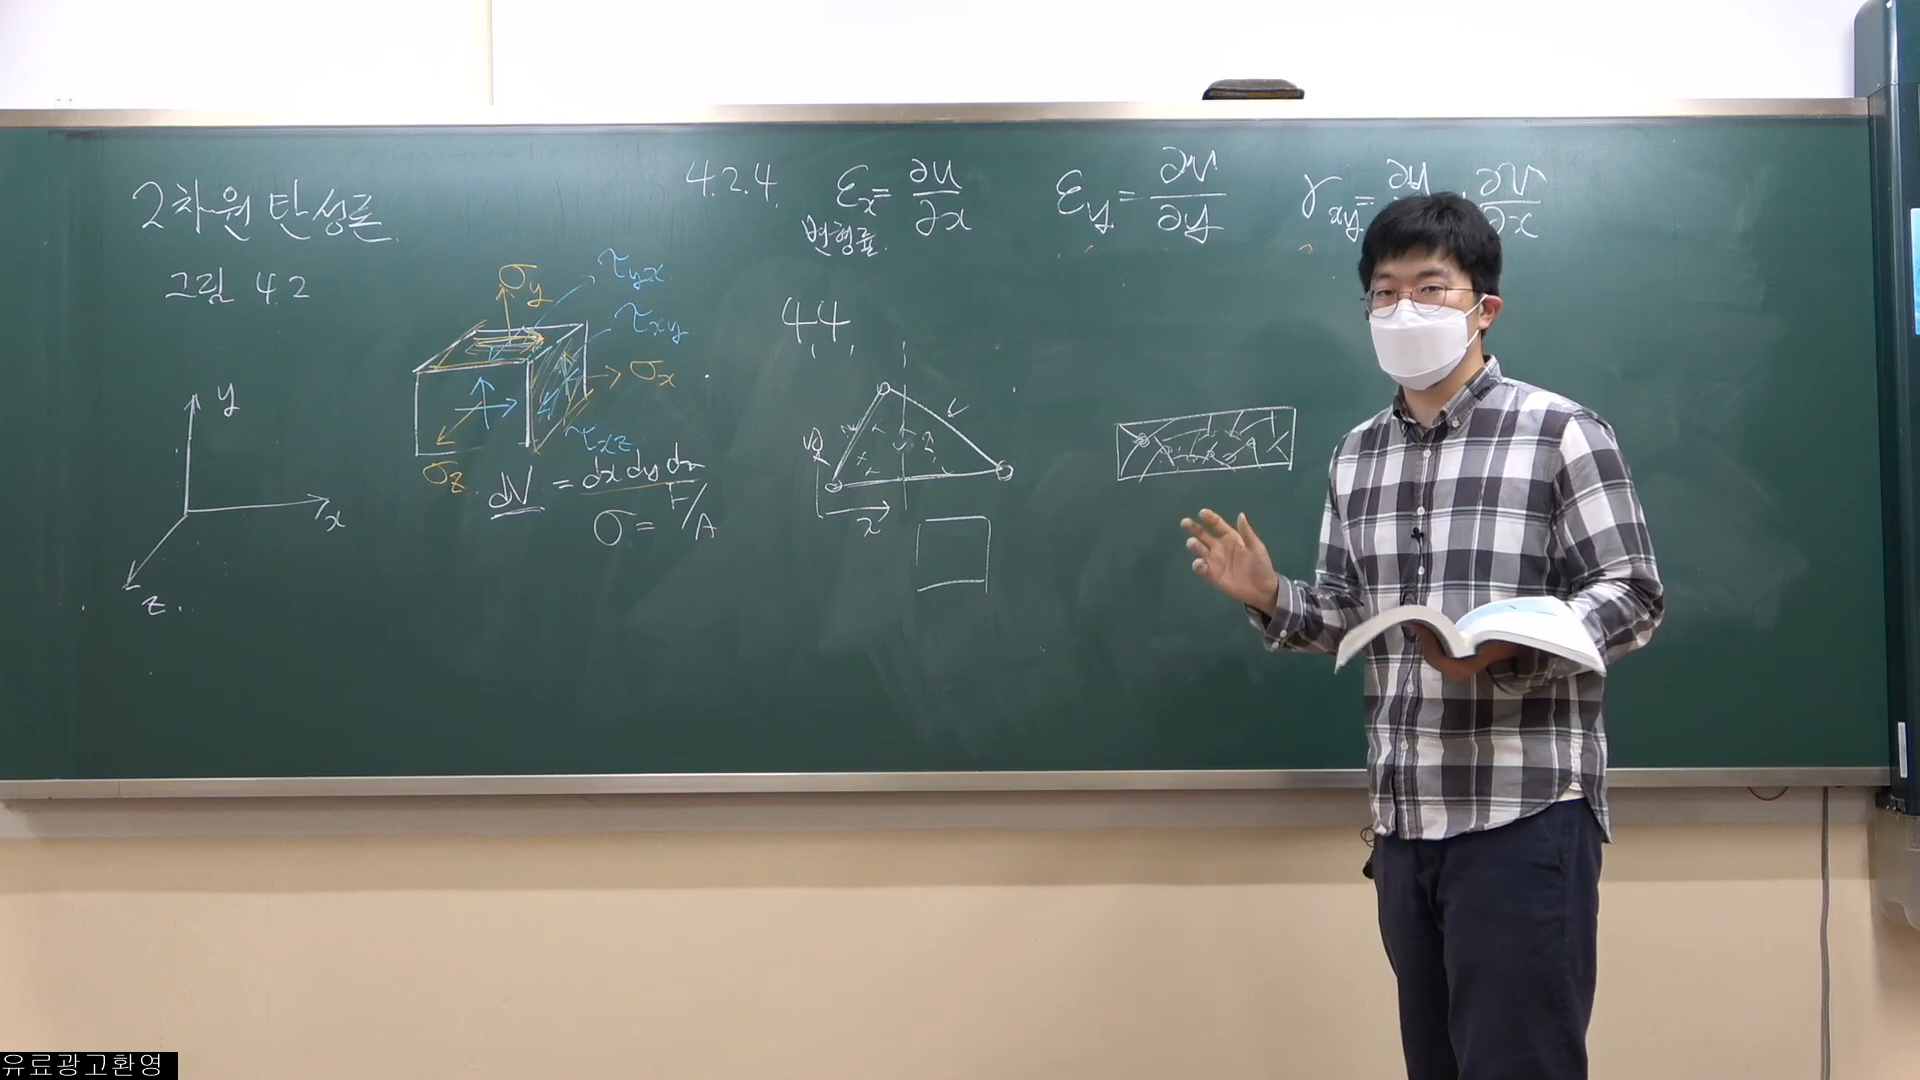 2차원 탄성론
그림 4.2
y
x
z
σy
τyx
τxy
σx
τxz
σz
dV = dx dy dz
σ = F/A
4.2.4 εx = ∂u/∂x εy = ∂v/∂y γxy = ∂u/ ∂v/∂x
변형률
4.4
x
유료광고환영